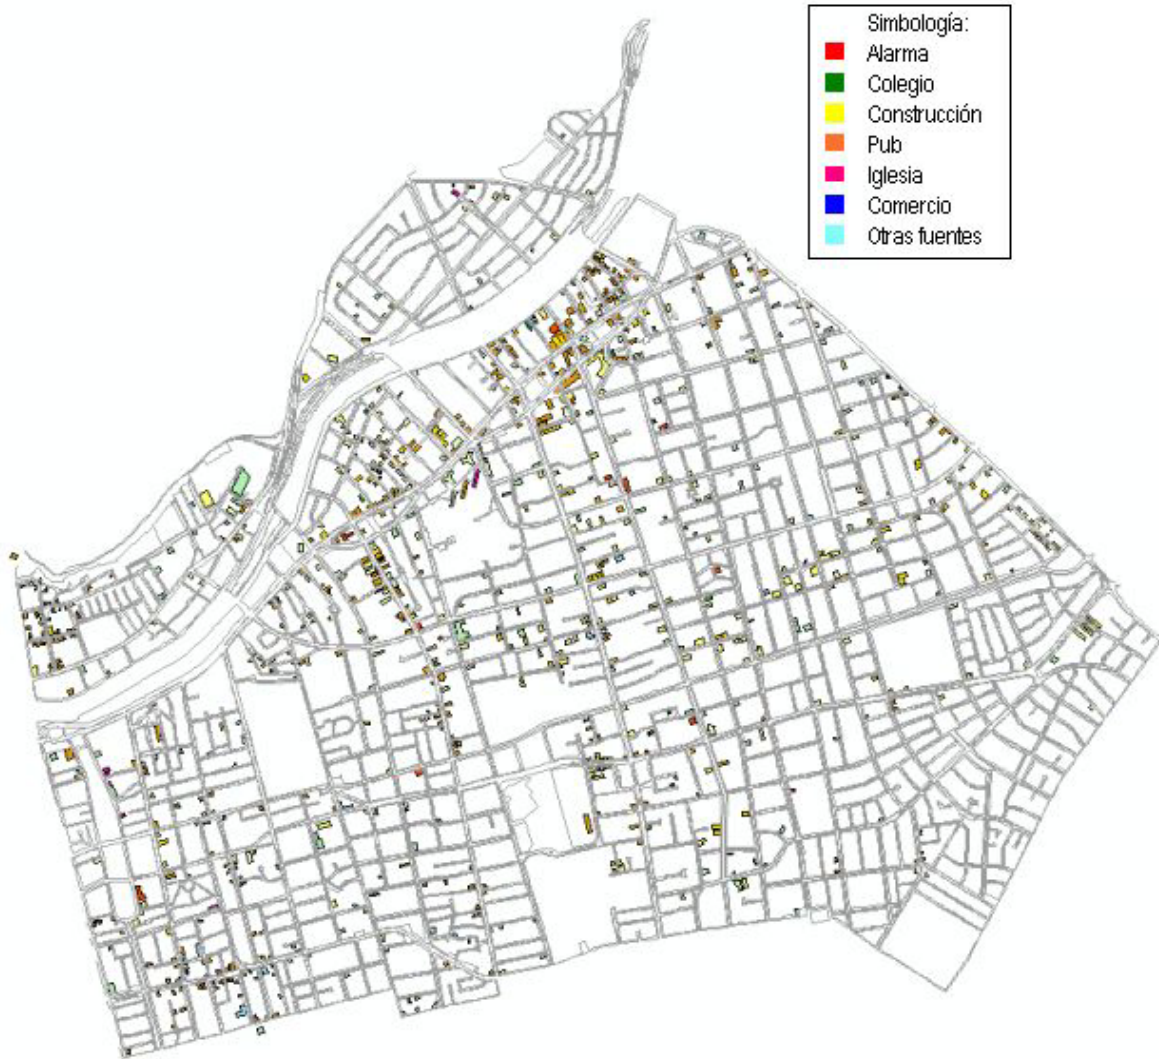 Simbología:
Alarma
Colegio
Construcción
Pub
Iglesia
Comercio
Otras fuentes